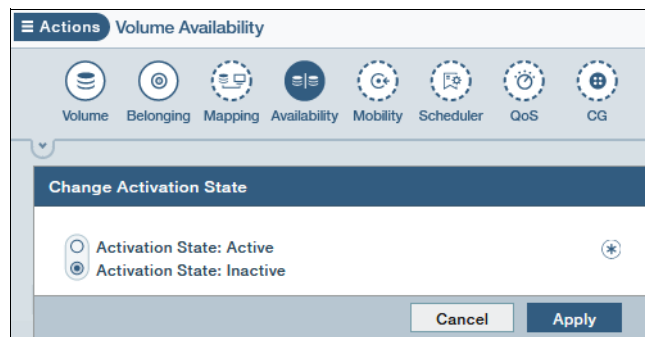 Actions Volume Availability
Volume Belonging Mapping Availability Mobility Scheduler QoS CG
Change Activation State
Activation State: Active
Activation State: Inactive
Cancel Apply